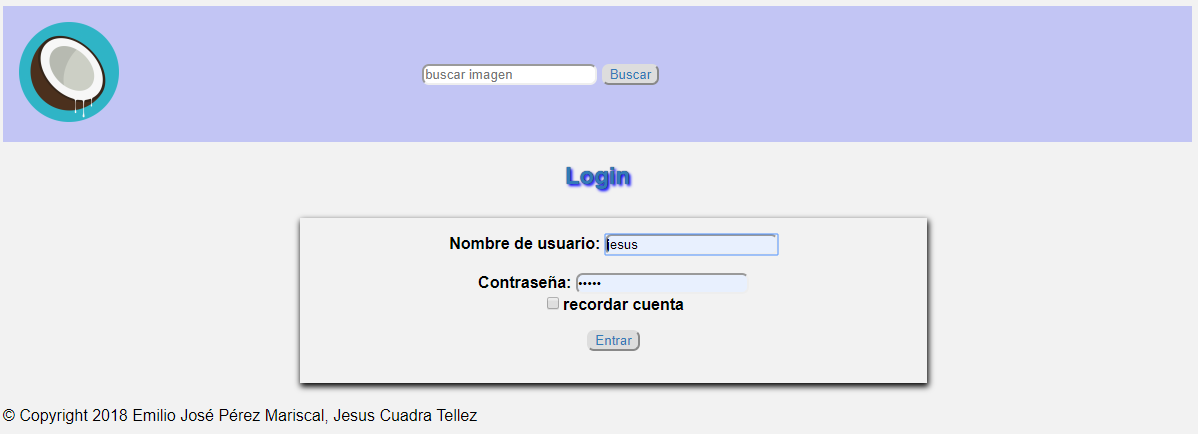 buscar imagen Buscar
Login
Nombre de usuario: jesus
Contraseña: •••••
recordar cuenta
Entrar
© Copyright 2018 Emilio José Pérez Mariscal, Jesus Cuadra Tellez